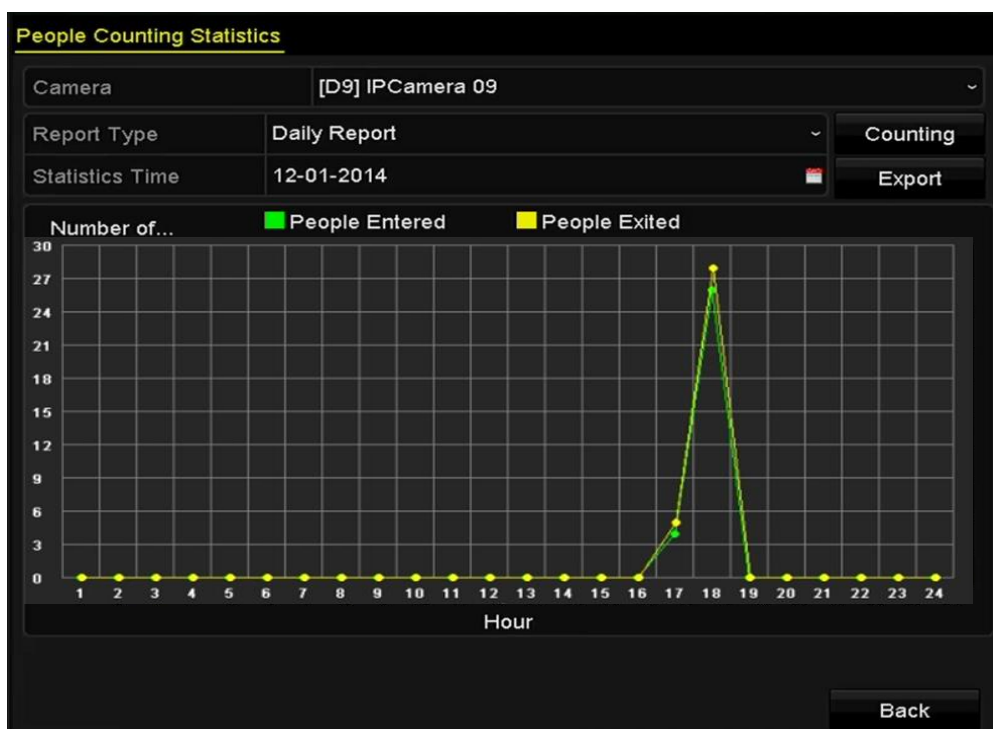 People Counting Statistics
Camera [D9] IPCamera 09
Report Type Daily Report Counting
Statistics Time 12-01-2014 Export
Number of... People Entered People Exited
30
27
24
21
18
15
12
9
6
3
0
1 2 3 4 5 6 7 8 9 10 11 12 13 14 15 16 17 18 19 20 21 22 23 24
Hour
Back